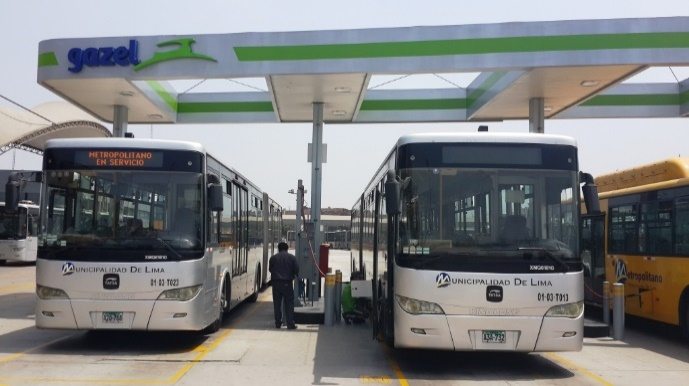 gazel
METROPOLITANO
EN SERVICIO
MUNICIPALIDAD DE LIMA
01-03-T023
MUNICIPALIDAD DE LIMA
01-03-T013
Metropolitano